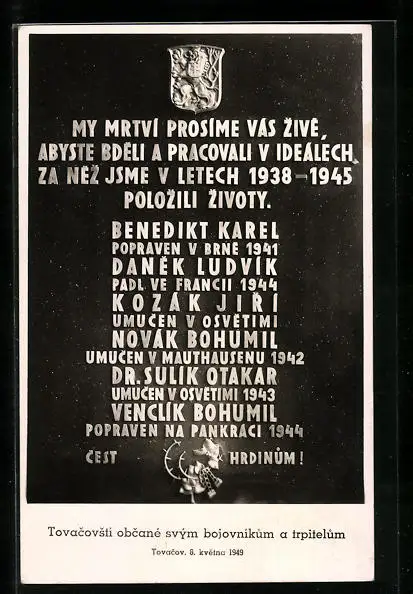 MY MRTVÍ PROSÍME VÁS ŽIVÉ,
ABYSTE BDĚLI A PRACOVALI V IDEÁLECH,
ZA NĚŽ JSME V LETECH 1938-1945
POLOŽILI ŽIVOTY.
BENEDIKT KAREL
POPRAVEN V BRNĚ 1941
DANĚK LUDVÍK
PADL VE FRANCII 1944
KOZÁK JIŘÍ
UMUČEN V OSVĚTIMI
NOVÁK BOHUMIL
UMUČEN V MAUTHAUSENU 1942
DR. SULÍK OTAKAR
UMUČEN V OSVĚTIMI 1943
VENCLÍK BOHUMIL
POPRAVEN NA PANKRÁCI 1944
ČEST HRDINŮM!
Tovačovští občané svým bojovníkům a trpitelům
Tovačov, 8. května 1949